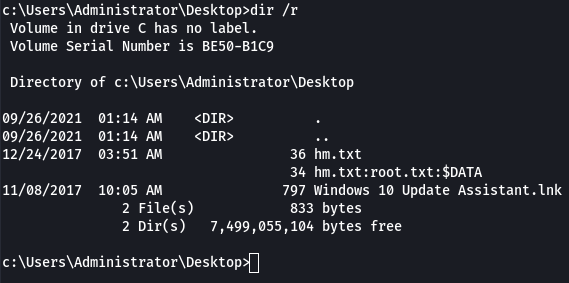 c:\Users\Administrator\Desktop>dir /r
 Volume in drive C has no label.
 Volume Serial Number is BE50-B1C9

 Directory of c:\Users\Administrator\Desktop

09/26/2021  01:14 AM    <DIR>          .
09/26/2021  01:14 AM    <DIR>          ..
12/24/2017  03:51 AM                36 hm.txt
                                    34 hm.txt:root.txt:$DATA
11/08/2017  10:05 AM               797 Windows 10 Update Assistant.lnk
               2 File(s)            833 bytes
               2 Dir(s)   7,499,055,104 bytes free

c:\Users\Administrator\Desktop>